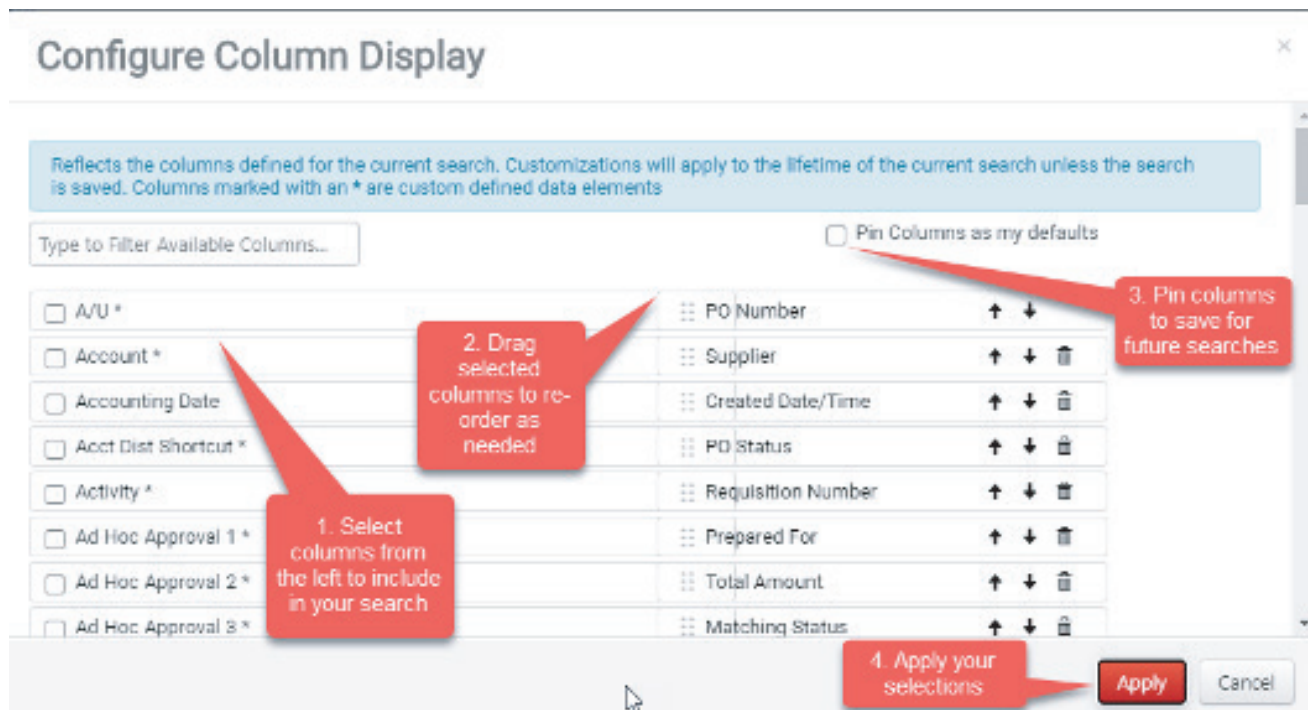 Configure Column Display
×
Reflects the columns defined for the current search. Customizations will apply to the lifetime of the current search unless the search
is saved. Columns marked with an * are custom defined data elements
Type to Filter Available Columns...
Pin Columns as my defaults
3. Pin columns
to save for
future searches
A/U *
Account *
Accounting Date
Acct Dist Shortcut *
Activity *
Ad Hoc Approval 1 *
Ad Hoc Approval 2 *
Ad Hoc Approval 3 *
1. Select
columns from
the left to include
in your search
2. Drag
selected
columns to re-
order as
needed
PO Number
Supplier
Created Date/Time
PO Status
Requisition Number
Prepared For
Total Amount
Matching Status
4. Apply your
selections
Apply
Cancel